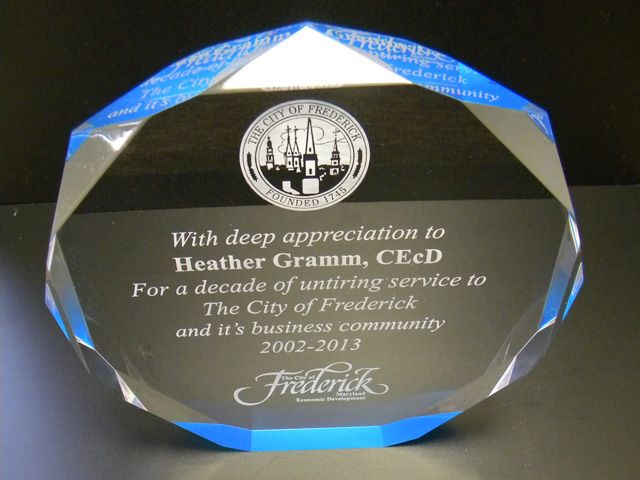 THE CITY OF FREDERICK
FOUNDED 1745
With deep appreciation to
Heather Gramm, CEcD
For a decade of untiring service to
The City of Frederick
and it's business community
2002-2013
The City of
Frederick
Maryland
Economic Development